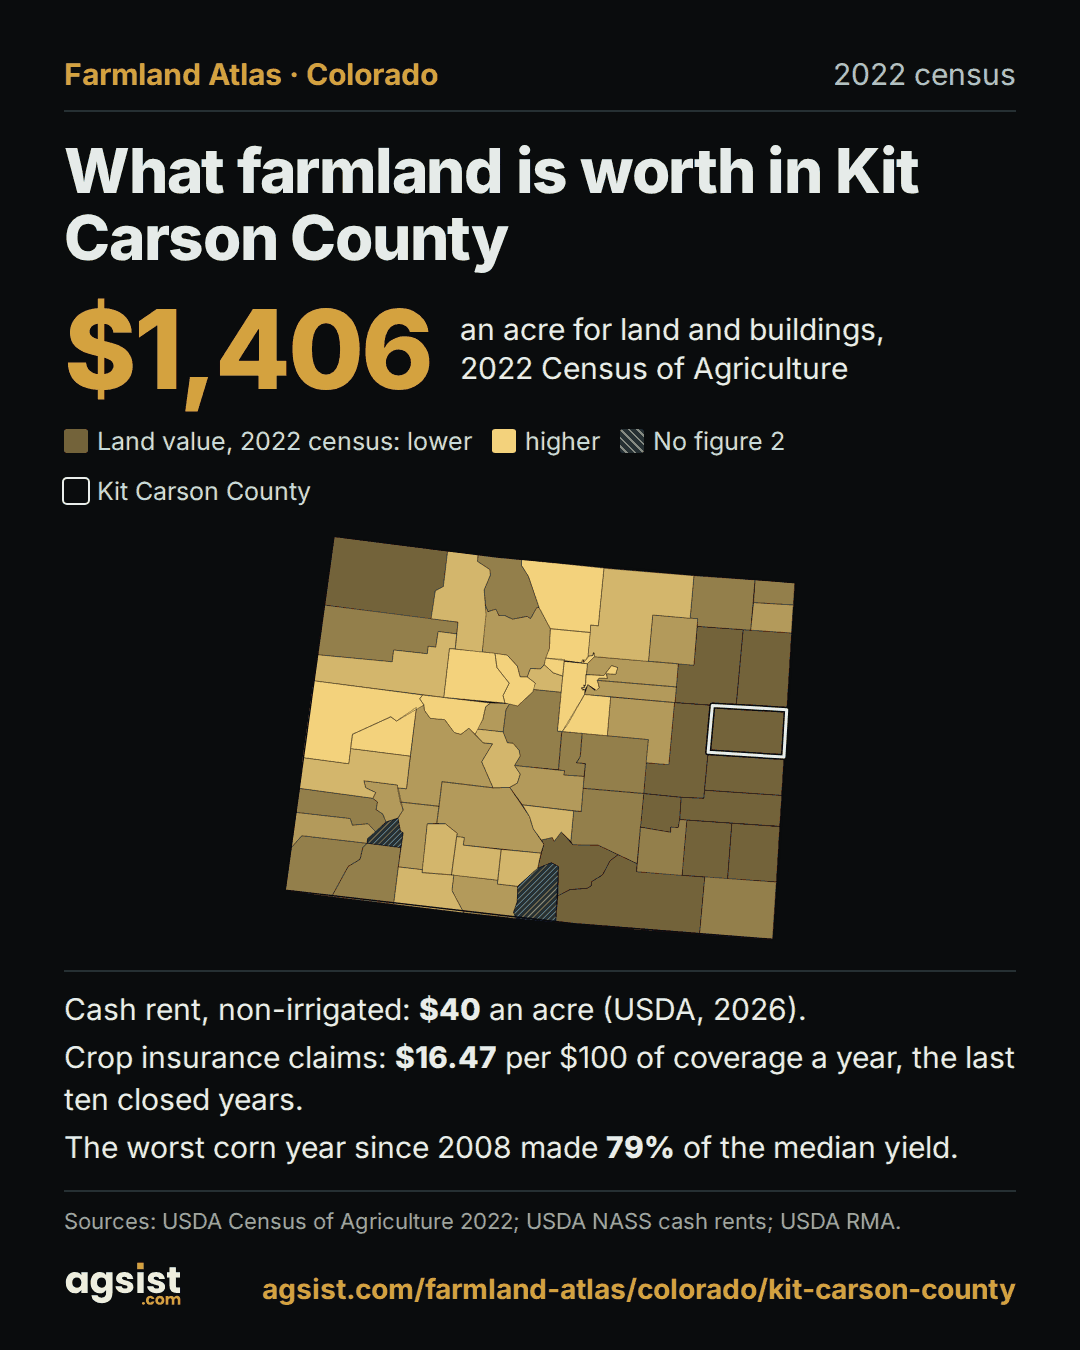 Farmland Atlas · Colorado
2022 census
What farmland is worth in Kit
Carson County
$1,406
an acre for land and buildings,
2022 Census of Agriculture
Land value, 2022 census: lower
higher
No figure 2
Kit Carson County
Cash rent, non-irrigated: $40 an acre (USDA, 2026).
Crop insurance claims: $16.47 per $100 of coverage a year, the last
ten closed years.
The worst corn year since 2008 made 79% of the median yield.
Sources: USDA Census of Agriculture 2022; USDA NASS cash rents; USDA RMA.
agsist
.com
agsist.com/farmland-atlas/colorado/kit-carson-county